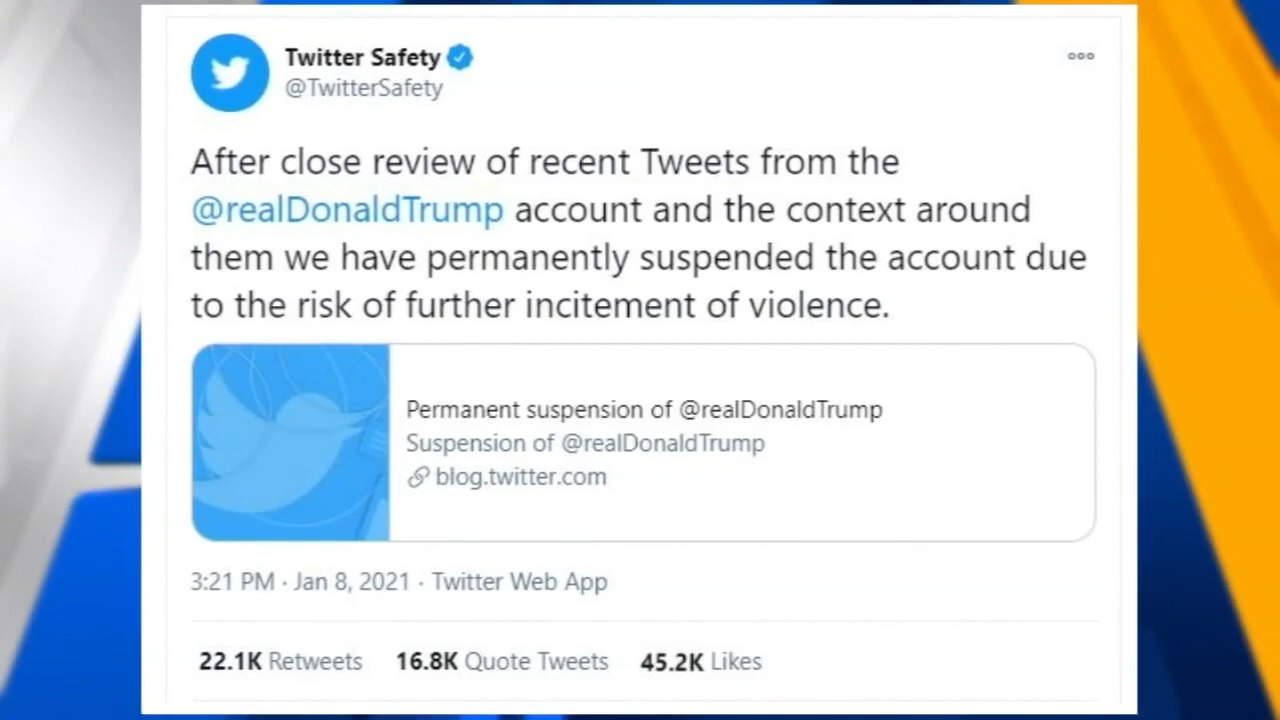 Twitter Safety
@TwitterSafety
After close review of recent Tweets from the
@realDonaldTrump account and the context around
them we have permanently suspended the account due
to the risk of further incitement of violence.
Permanent suspension of @realDonaldTrump
Suspension of @realDonaldTrump
blog.twitter.com
3:21 PM · Jan 8, 2021 · Twitter Web App
22.1K Retweets 16.8K Quote Tweets 45.2K Likes